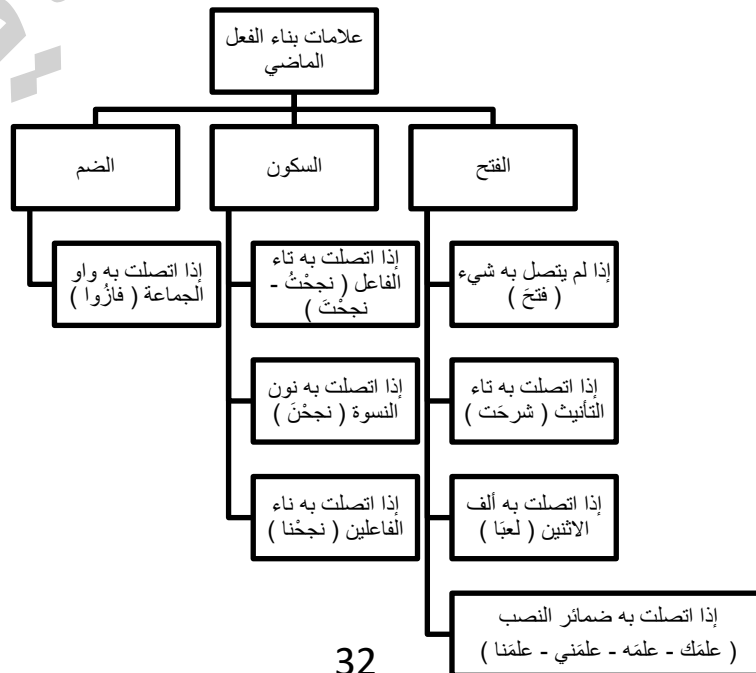 علامات بناء الفعل
الماضي
الفتح
السكون
الضم
إذا لم يتصل به شيء
( فتحَ )
إذا اتصلت به تاء
الفاعل ( نجحْتُ -
نجحْتَ )
إذا اتصلت به واو
الجماعة ( فازُوا )
إذا اتصلت به تاء
التأنيث ( شرحَت )
إذا اتصلت به نون
النسوة ( نجحْنَ )
إذا اتصلت به ألف
الاثنين ( لعبَا )
إذا اتصلت به ناء
الفاعلين ( نجحْنا )
إذا اتصلت به ضمائر النصب
( علمَك - علمَه - علمَني - علمَنا )
32